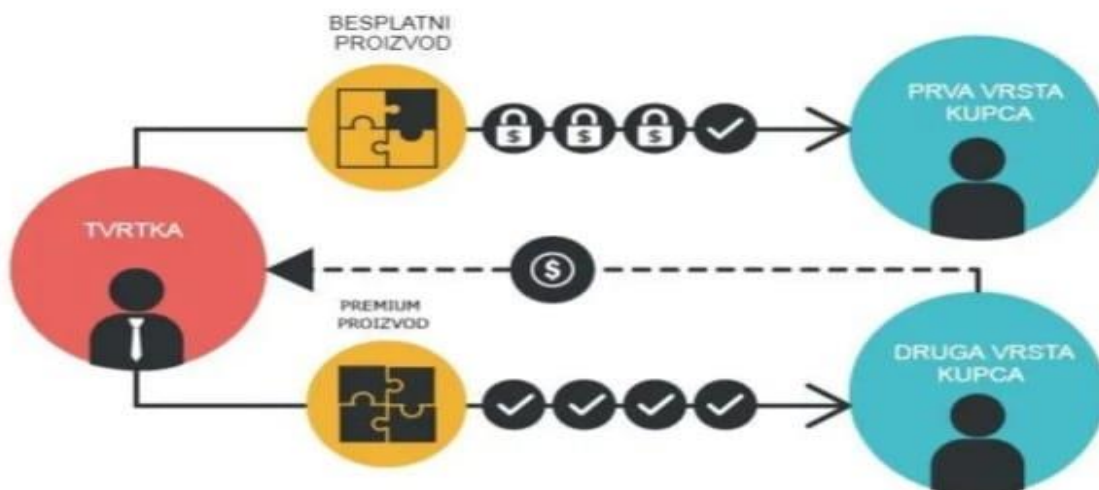 BESPLATNI
PROIZVOD
PRVA VRSTA
KUPCA
$
$
$
TVRTKA
$
PREMIUM
PROIZVOD
DRUGA VRSTA
KUPCA